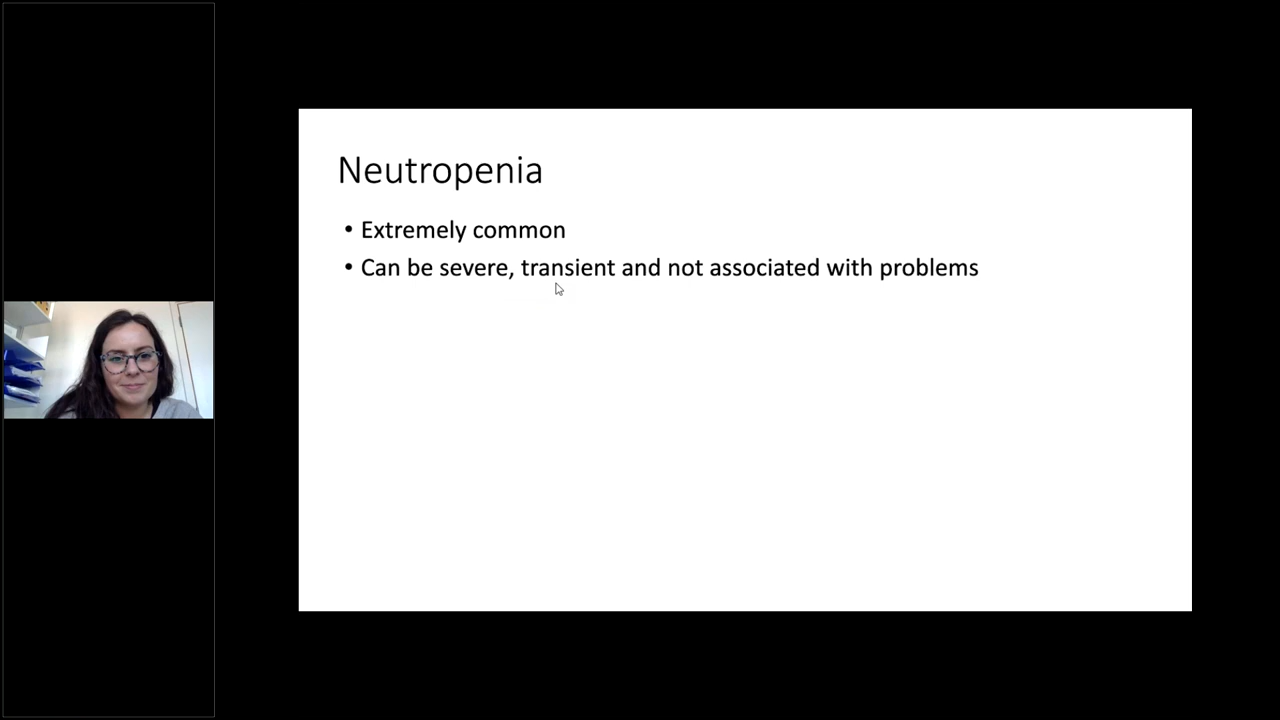 Neutropenia
• Extremely common
• Can be severe, transient and not associated with problems